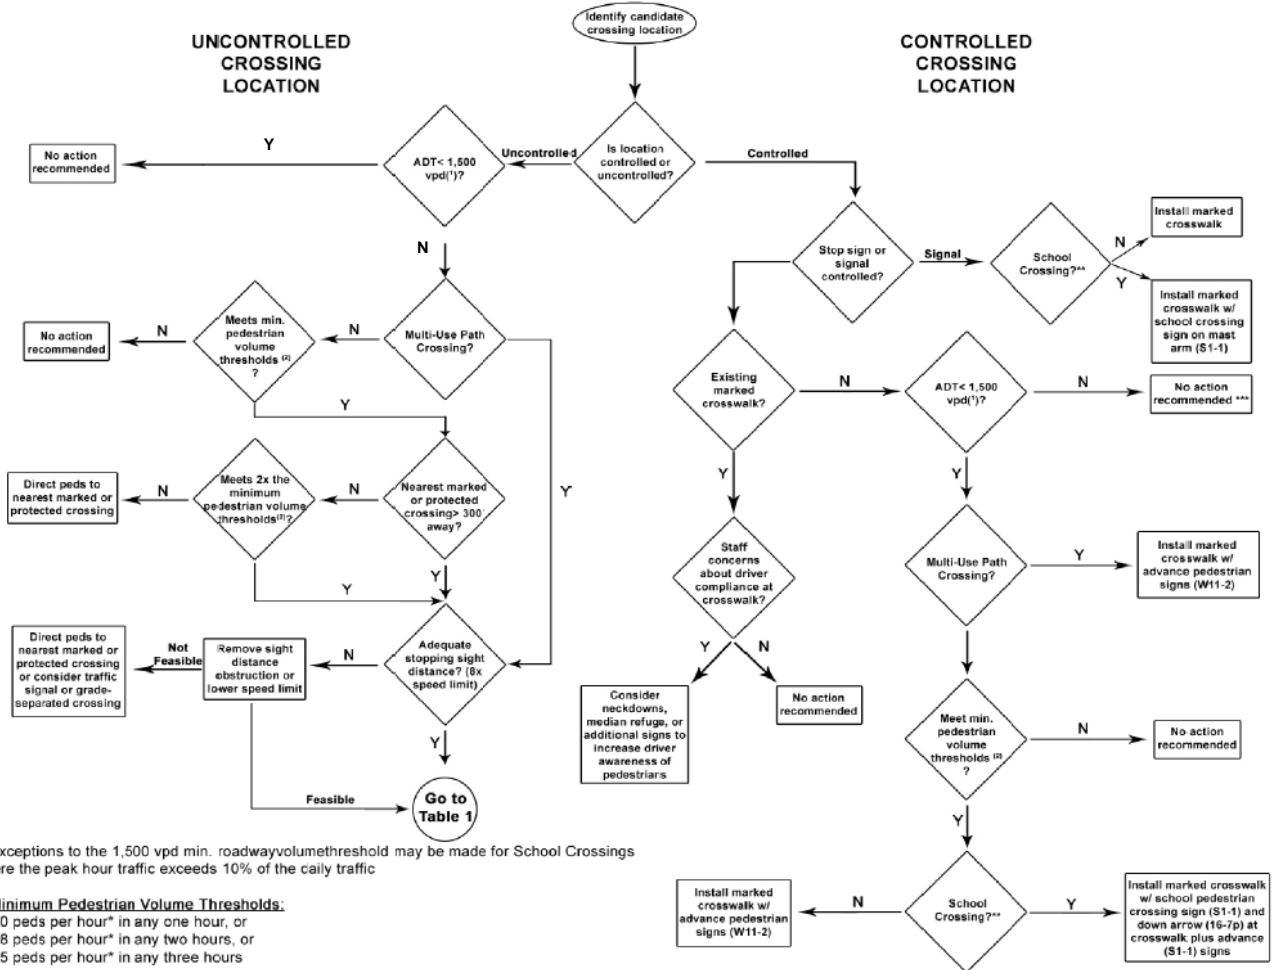 Identify candidate
crossing location
UNCONTROLLED
CROSSING
LOCATION
CONTROLLED
CROSSING
LOCATION
Is location
controlled or
uncontrolled?
Uncontrolled
Controlled
ADT< 1,500
vpd(¹)?
Y
No action
recommended
N
Stop sign or
signal
controlled?
Signal
School
Crossing?**
N
Install marked
crosswalk
Y
Install marked
crosswalk w/
school crossing
sign on mast
arm (S1-1)
Multi-Use Path
Crossing?
N
Meets min.
pedestrian
volume
thresholds (2)
?
N
No action
recommended
Y
Y
Existing
marked
crosswalk?
N
ADT< 1,500
vpd(¹)?
N
No action
recommended ***
Y
Y
Nearest marked
or protected
crossing> 300'
away?
N
Meets 2x the
minimum
pedestrian volume
thresholds(2)?
N
Direct peds to
nearest marked or
protected crossing
Y
Y
Staff
concerns
about driver
compliance at
crosswalk?
Y
N
Consider
neckdowns,
median refuge, or
additional signs to
increase driver
awareness of
pedestrians
No action
recommended
Multi-Use Path
Crossing?
Y
Install marked
crosswalk w/
advance pedestrian
signs (W11-2)
Adequate
stopping sight
distance? (8x
speed limit)
N
Remove sight
distance
obstruction or
lower speed limit
Not
Feasible
Direct peds to
nearest marked or
protected crossing
or consider traffic
signal or grade-
separated crossing
Y
Feasible
Go to
Table 1
Meet min.
pedestrian
volume
thresholds (2)
?
N
No action
recommended
Y
School
Crossing?**
N
Install marked
crosswalk w/
advance pedestrian
signs (W11-2)
Y
Install marked crosswalk
w/ school pedestrian
crossing sign (S1-1) and
down arrow (16-7p) at
crosswalk plus advance
(S1-1) signs
xceptions to the 1,500 vpd min. roadwayvolumethreshold may be made for School Crossings
re the peak hour traffic exceeds 10% of the daily traffic
inimum Pedestrian Volume Thresholds:
0 peds per hour* in any one hour, or
8 peds per hour* in any two hours, or
5 peds per hour* in any three hours